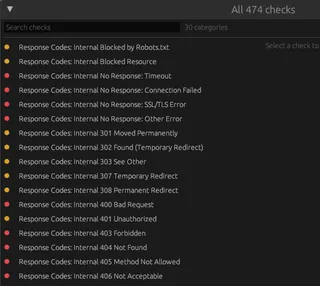 All 474 checks
Search checks
30 categories
Select a check to
Response Codes: Internal Blocked by Robots.txt
Response Codes: Internal Blocked Resource
Response Codes: Internal No Response: Timeout
Response Codes: Internal No Response: Connection Failed
Response Codes: Internal No Response: SSL/TLS Error
Response Codes: Internal No Response: Other Error
Response Codes: Internal 301 Moved Permanently
Response Codes: Internal 302 Found (Temporary Redirect)
Response Codes: Internal 303 See Other
Response Codes: Internal 307 Temporary Redirect
Response Codes: Internal 308 Permanent Redirect
Response Codes: Internal 400 Bad Request
Response Codes: Internal 401 Unauthorized
Response Codes: Internal 403 Forbidden
Response Codes: Internal 404 Not Found
Response Codes: Internal 405 Method Not Allowed
Response Codes: Internal 406 Not Acceptable